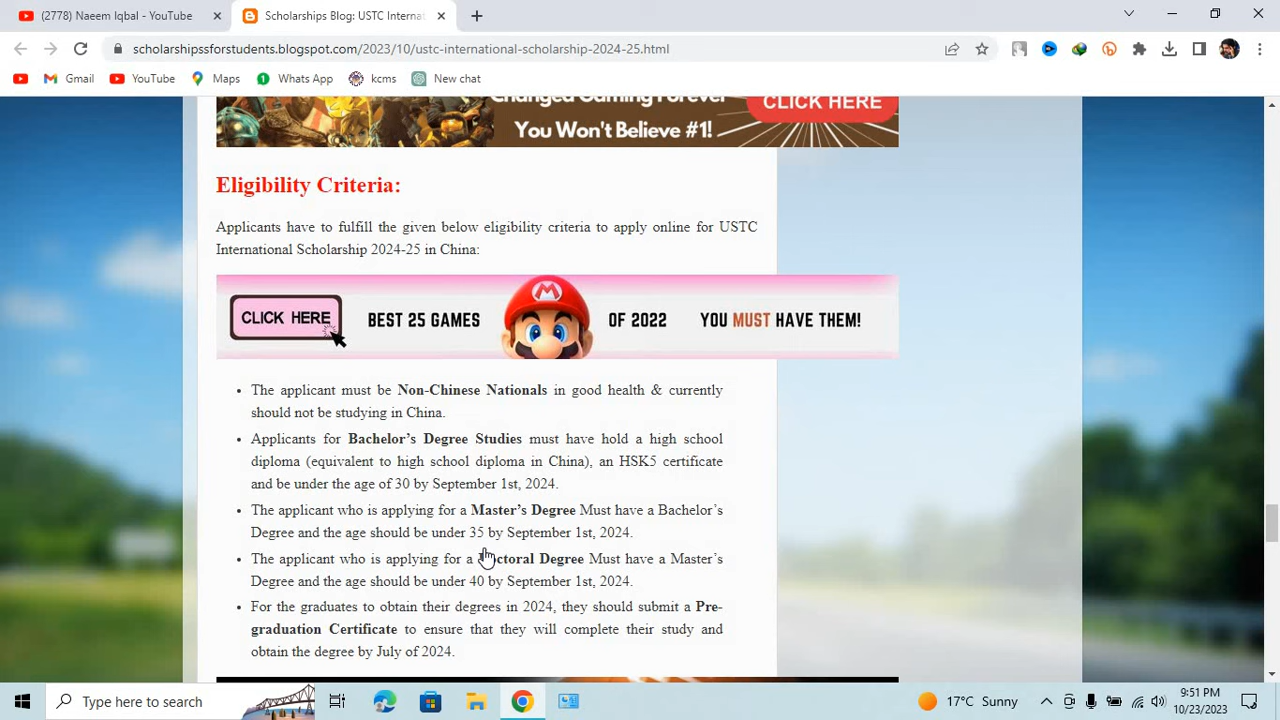 (2778) Naeem Iqbal - YouTube
Scholarships Blog: USTC Interna
scholarshipssforstudents.blogspot.com/2023/10/ustc-international-scholarship-2024-25.html
Gmail
YouTube
Maps
Whats App
kcms
New chat
Changed Gaming Forever
CLICK HERE
You Won't Believe #1!
Eligibility Criteria:
Applicants have to fulfill the given below eligibility criteria to apply online for USTC
International Scholarship 2024-25 in China:
CLICK HERE BEST 25 GAMES OF 2022 YOU MUST HAVE THEM!
• The applicant must be Non-Chinese Nationals in good health & currently
should not be studying in China.
• Applicants for Bachelor’s Degree Studies must have hold a high school
diploma (equivalent to high school diploma in China), an HSK5 certificate
and be under the age of 30 by September 1st, 2024.
• The applicant who is applying for a Master’s Degree Must have a Bachelor’s
Degree and the age should be under 35 by September 1st, 2024.
• The applicant who is applying for a Doctoral Degree Must have a Master’s
Degree and the age should be under 40 by September 1st, 2024.
• For the graduates to obtain their degrees in 2024, they should submit a Pre-
graduation Certificate to ensure that they will complete their study and
obtain the degree by July of 2024.
Type here to search
17°C Sunny
9:51 PM
10/23/2023